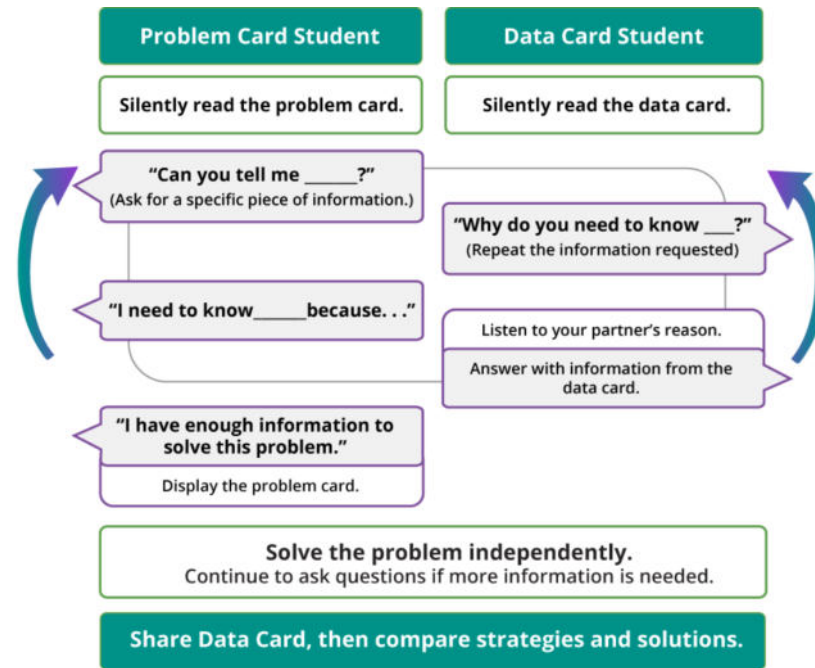 Problem Card Student
Data Card Student
Silently read the problem card.
Silently read the data card.
“Can you tell me ______?”
(Ask for a specific piece of information.)
“Why do you need to know ___?”
(Repeat the information requested)
“I need to know______because. . .”
Listen to your partner’s reason.
Answer with information from the
data card.
“I have enough information to
solve this problem.”
Display the problem card.
Solve the problem independently.
Continue to ask questions if more information is needed.
Share Data Card, then compare strategies and solutions.